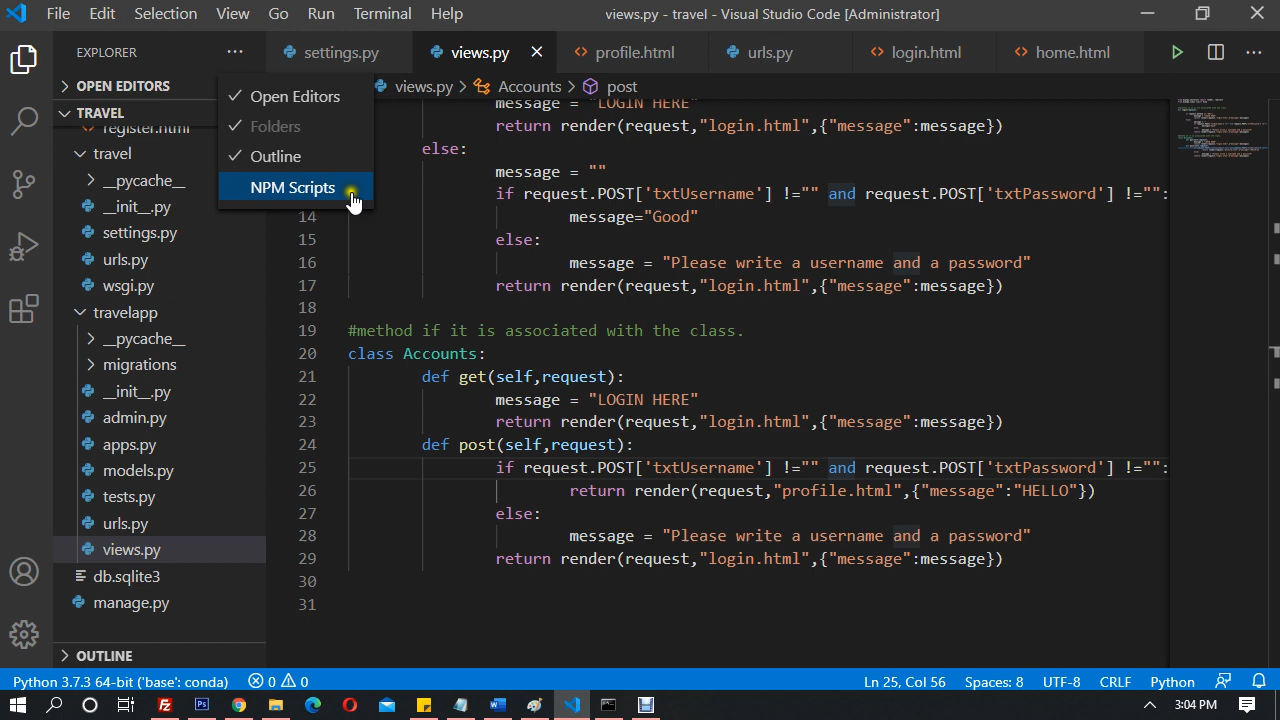 File Edit Selection View Go Run Terminal Help views.py - travel - Visual Studio Code [Administrator]
EXPLORER
settings.py views.py profile.html urls.py login.html home.html
OPEN EDITORS
views.py > Accounts > post
TRAVEL
register.html
travel
__pycache__
__init__.py
settings.py
urls.py
wsgi.py
travelapp
__pycache__
migrations
__init__.py
admin.py
apps.py
models.py
tests.py
urls.py
views.py
db.sqlite3
manage.py
OUTLINE
Open Editors
Folders
Outline
NPM Scripts
message = "LOGIN HERE"
return render(request,"login.html",{"message":message})
else:
message = ""
if request.POST['txtUsername'] !="" and request.POST['txtPassword'] !="":
14 message="Good"
15 else:
16 message = "Please write a username and a password"
17 return render(request,"login.html",{"message":message})
18
19 #method if it is associated with the class.
20 class Accounts:
21 def get(self,request):
22 message = "LOGIN HERE"
23 return render(request,"login.html",{"message":message})
24 def post(self,request):
25 if request.POST['txtUsername'] !="" and request.POST['txtPassword'] !="":
26 return render(request,"profile.html",{"message":"HELLO"})
27 else:
28 message = "Please write a username and a password"
29 return render(request,"login.html",{"message":message})
30
31
Python 3.7.3 64-bit ('base': conda) 0 0 Ln 25, Col 56 Spaces: 8 UTF-8 CRLF Python
3:04 PM